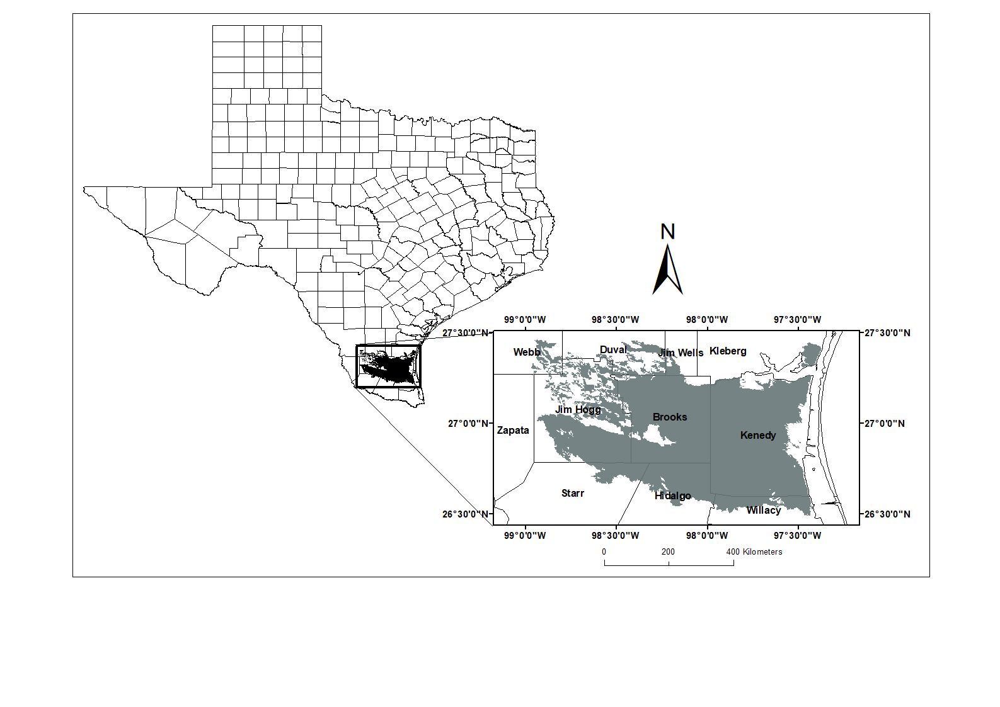 N
99°0'0"W 98°30'0"W 98°0'0"W 97°30'0"W
27°30'0"N 27°30'0"N
Webb Duval Jim Wells Kleberg
Jim Hogg Brooks
27°0'0"N 27°0'0"N
Zapata Kenedy
Starr Hidalgo
Willacy
26°30'0"N 26°30'0"N
99°0'0"W 98°30'0"W 98°0'0"W 97°30'0"W
0 200 400 Kilometers